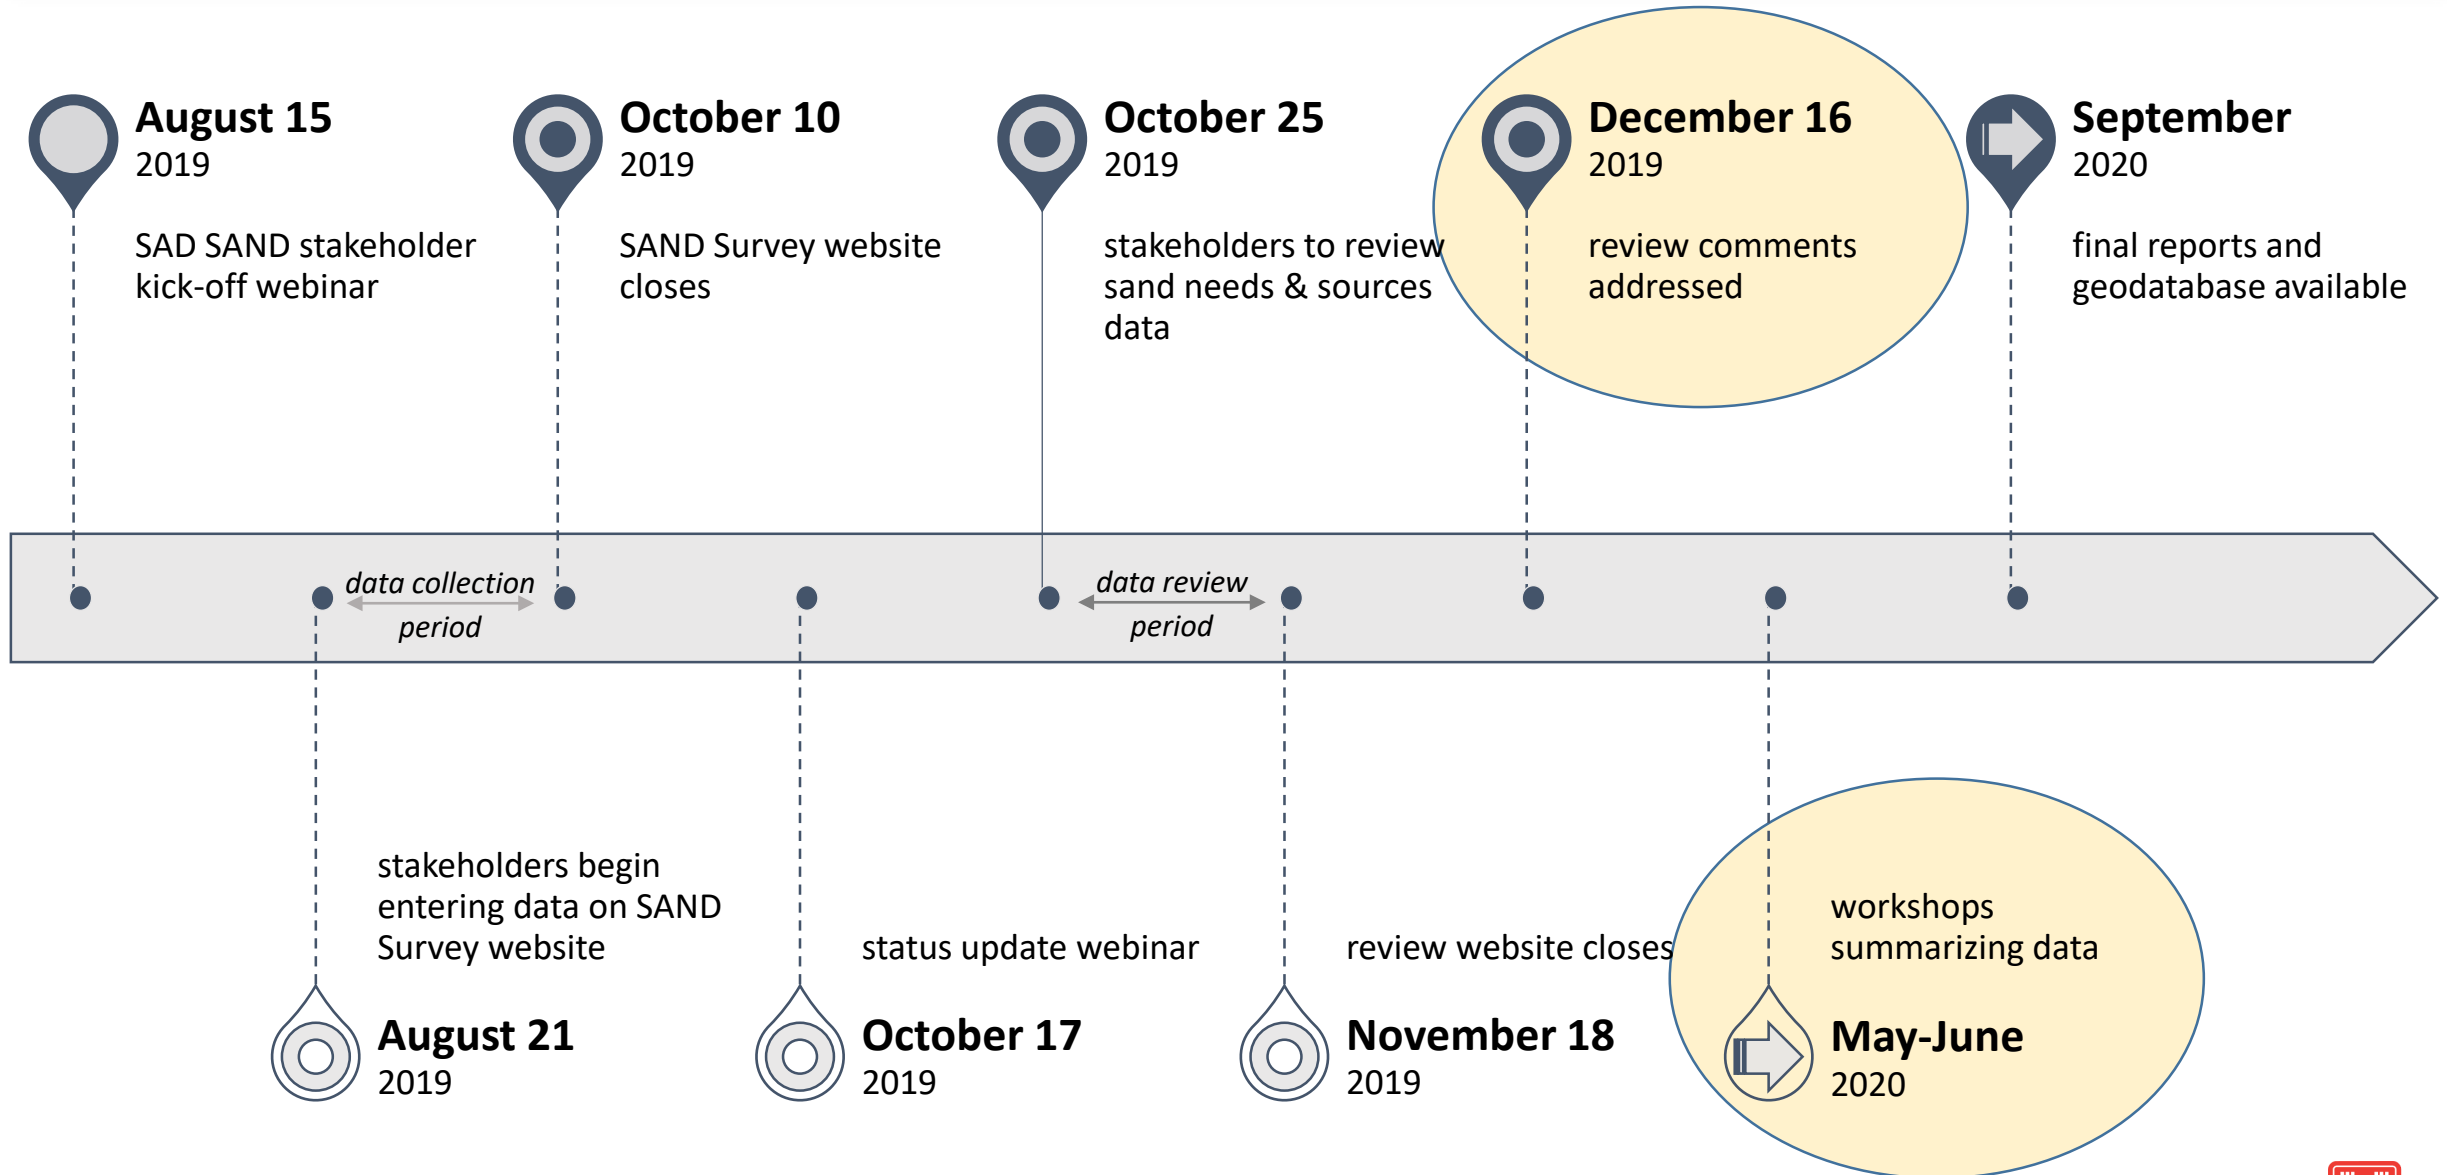 August 15
2019
SAD SAND stakeholder
kick-off webinar
October 10
2019
SAND Survey website
closes
October 25
2019
stakeholders to review
sand needs & sources
data
December 16
2019
review comments
addressed
September
2020
final reports and
geodatabase available
data collection
period
data review
period
stakeholders begin
entering data on SAND
Survey website
August 21
2019
status update webinar
October 17
2019
review website closes
November 18
2019
workshops
summarizing data
May-June
2020